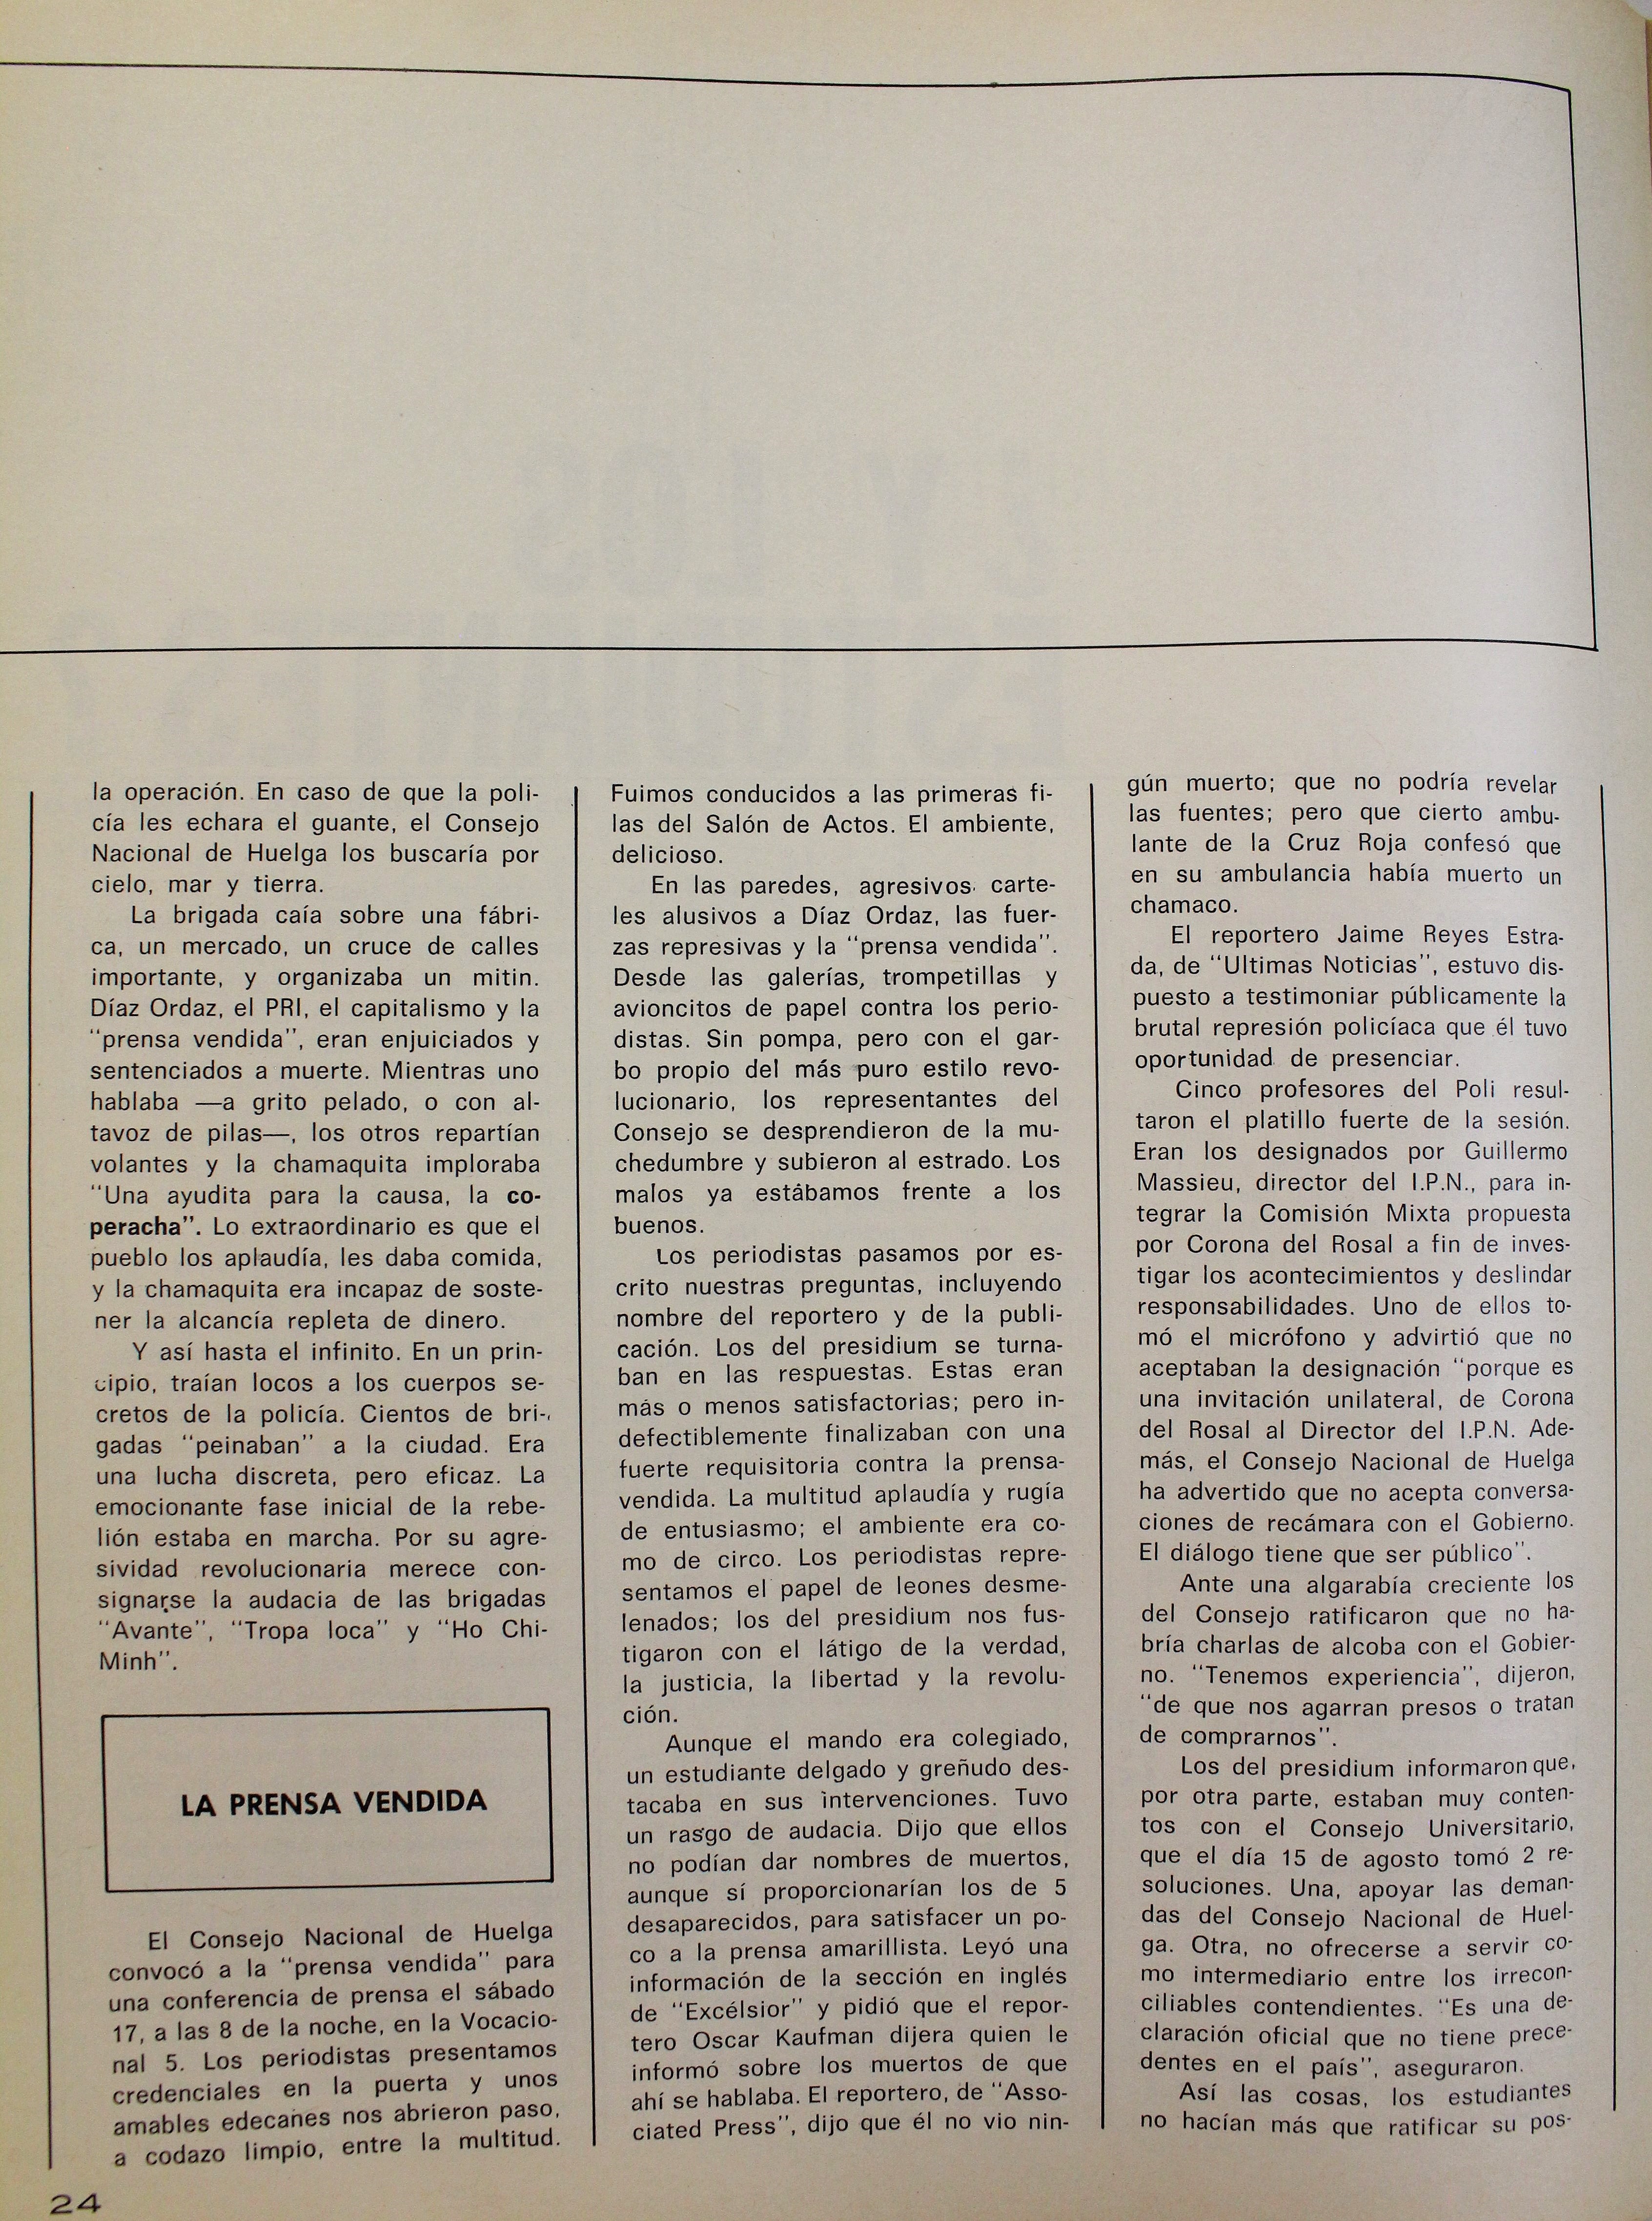 la operación. En caso de que la poli-
cía les echara el guante, el Consejo
Nacional de Huelga los buscaría por
cielo, mar y tierra.
La brigada caía sobre una fábri-
ca, un mercado, un cruce de calles
importante, y organizaba un mitin.
Díaz Ordaz, el PRI, el capitalismo y la
"prensa vendida", eran enjuiciados y
sentenciados a muerte. Mientras uno
hablaba —a grito pelado, o con al-
tavoz de pilas—, los otros repartían
volantes y la chamaquita imploraba
"Una ayudita para la causa, la co-
peracha". Lo extraordinario es que el
pueblo los aplaudía, les daba comida,
y la chamaquita era incapaz de soste-
ner la alcancía repleta de dinero.
Y así hasta el infinito. En un prin-
cipio, traían locos a los cuerpos se-
cretos de la policía. Cientos de bri-
gadas "peinaban" a la ciudad. Era
una lucha discreta, pero eficaz. La
emocionante fase inicial de la rebe-
lión estaba en marcha. Por su agre-
sividad revolucionaria merece con-
signarse la audacia de las brigadas
"Avante", "Tropa loca" y "Ho Chi-
Minh".
LA PRENSA VENDIDA
El Consejo Nacional de Huelga
convocó a la "prensa vendida" para
una conferencia de prensa el sábado
17, a las 8 de la noche, en la Vocacio-
nal 5. Los periodistas presentamos
credenciales en la puerta y unos
amables edecanes nos abrieron paso,
a codazo limpio, entre la multitud.
Fuimos conducidos a las primeras fi-
las del Salón de Actos. El ambiente,
delicioso.
En las paredes, agresivos carte-
les alusivos a Díaz Ordaz, las fuer-
zas represivas y la "prensa vendida".
Desde las galerías, trompetillas y
avioncitos de papel contra los perio-
distas. Sin pompa, pero con el gar-
bo propio del más puro estilo revo-
lucionario, los representantes del
Consejo se desprendieron de la mu-
chedumbre y subieron al estrado. Los
malos ya estábamos frente a los
buenos.
Los periodistas pasamos por es-
crito nuestras preguntas, incluyendo
nombre del reportero y de la publi-
cación. Los del presidium se turna-
ban en las respuestas. Estas eran
más o menos satisfactorias; pero in-
defectiblemente finalizaban con una
fuerte requisitoria contra la prensa-
vendida. La multitud aplaudía y rugía
de entusiasmo; el ambiente era co-
mo de circo. Los periodistas repre-
sentamos el papel de leones desme-
lenados; los del presidium nos fus-
tigaron con el látigo de la verdad,
la justicia, la libertad y la revolu-
ción.
Aunque el mando era colegiado,
un estudiante delgado y greñudo des-
tacaba en sus intervenciones. Tuvo
un rasgo de audacia. Dijo que ellos
no podían dar nombres de muertos,
aunque sí proporcionarían los de 5
desaparecidos, para satisfacer un po-
co a la prensa amarillista. Leyó una
información de la sección en inglés
de "Excélsior" y pidió que el repor-
tero Oscar Kaufman dijera quien le
informó sobre los muertos de que
ahí se hablaba. El reportero, de "Asso-
ciated Press", dijo que él no vio nin-
gún muerto; que no podría revelar
las fuentes; pero que cierto ambu-
lante de la Cruz Roja confesó que
en su ambulancia había muerto un
chamaco.
El reportero Jaime Reyes Estra-
da, de "Ultimas Noticias", estuvo dis-
puesto a testimoniar públicamente la
brutal represión policíaca que él tuvo
oportunidad de presenciar.
Cinco profesores del Poli resul-
taron el platillo fuerte de la sesión.
Eran los designados por Guillermo
Massieu, director del I.P.N., para in-
tegrar la Comisión Mixta propuesta
por Corona del Rosal a fin de inves-
tigar los acontecimientos y deslindar
responsabilidades. Uno de ellos to-
mó el micrófono y advirtió que no
aceptaban la designación "porque es
una invitación unilateral, de Corona
del Rosal al Director del I.P.N. Ade-
más, el Consejo Nacional de Huelga
ha advertido que no acepta conversa-
ciones de recámara con el Gobierno.
El diálogo tiene que ser público".
Ante una algarabía creciente los
del Consejo ratificaron que no ha-
bría charlas de alcoba con el Gobier-
no. "Tenemos experiencia", dijeron,
"de que nos agarran presos o tratan
de comprarnos".
Los del presidium informaron que,
por otra parte, estaban muy conten-
tos con el Consejo Universitario,
que el día 15 de agosto tomó 2 re-
soluciones. Una, apoyar las deman-
das del Consejo Nacional de Huel-
ga. Otra, no ofrecerse a servir co-
mo intermediario entre los irrecon-
ciliables contendientes. "Es una de-
claración oficial que no tiene prece-
dentes en el país", aseguraron.
Así las cosas, los estudiantes
no hacían más que ratificar su pos-
24